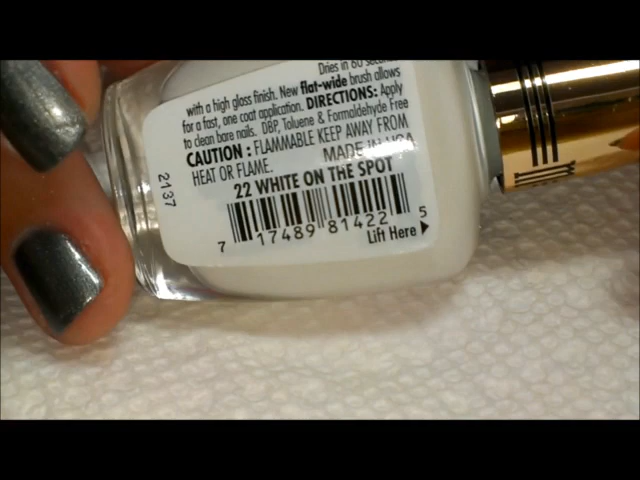 Dries in 60 seconds
with a high gloss finish. New flat-wide brush allows
for a fast, one coat application. DIRECTIONS: Apply
to clean bare nails. DBP, Toluene & Formaldehyde Free
CAUTION : FLAMMABLE KEEP AWAY FROM
HEAT OR FLAME. MADE IN USA
22 WHITE ON THE SPOT
7 17489 81422 5
Lift Here
2137